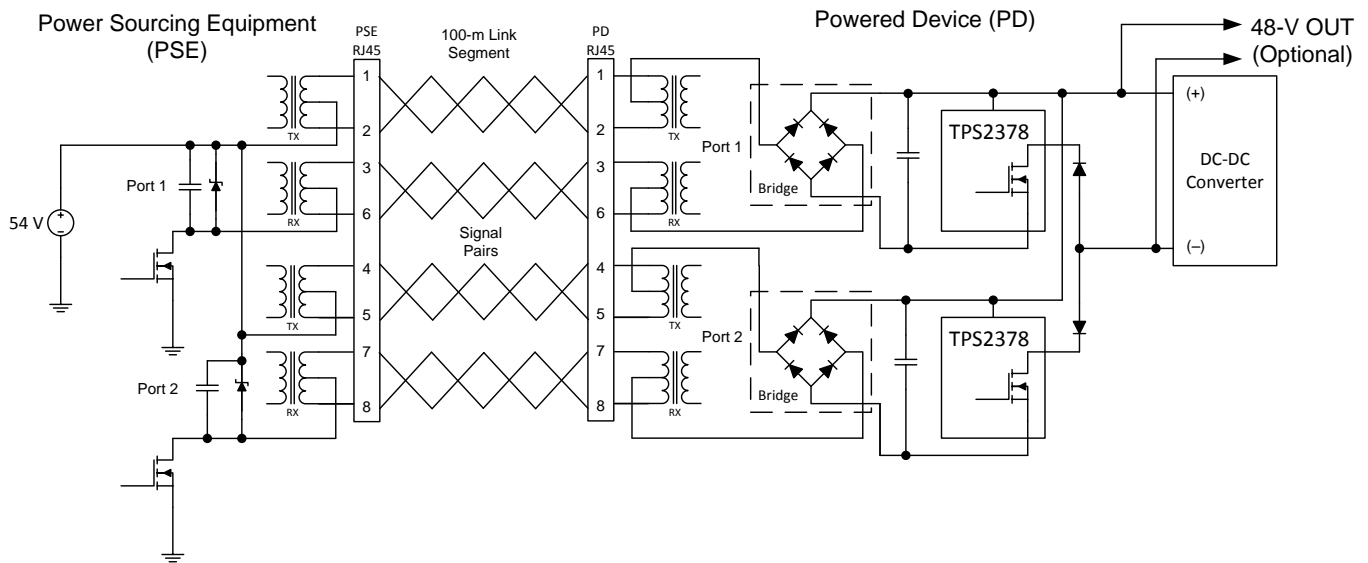 Power Sourcing Equipment
(PSE)
PSE
RJ45
100-m Link
Segment
PD
RJ45
Powered Device (PD)
48-V OUT
(Optional)
1
2
3
6
4
5
7
8
TX
RX
TX
RX
Port 1
54 V
Port 2
Signal
Pairs
1
2
3
6
4
5
7
8
TX
RX
TX
RX
Port 1
Bridge
TPS2378
(+)
DC-DC
Converter
(–)
Port 2
Bridge
TPS2378